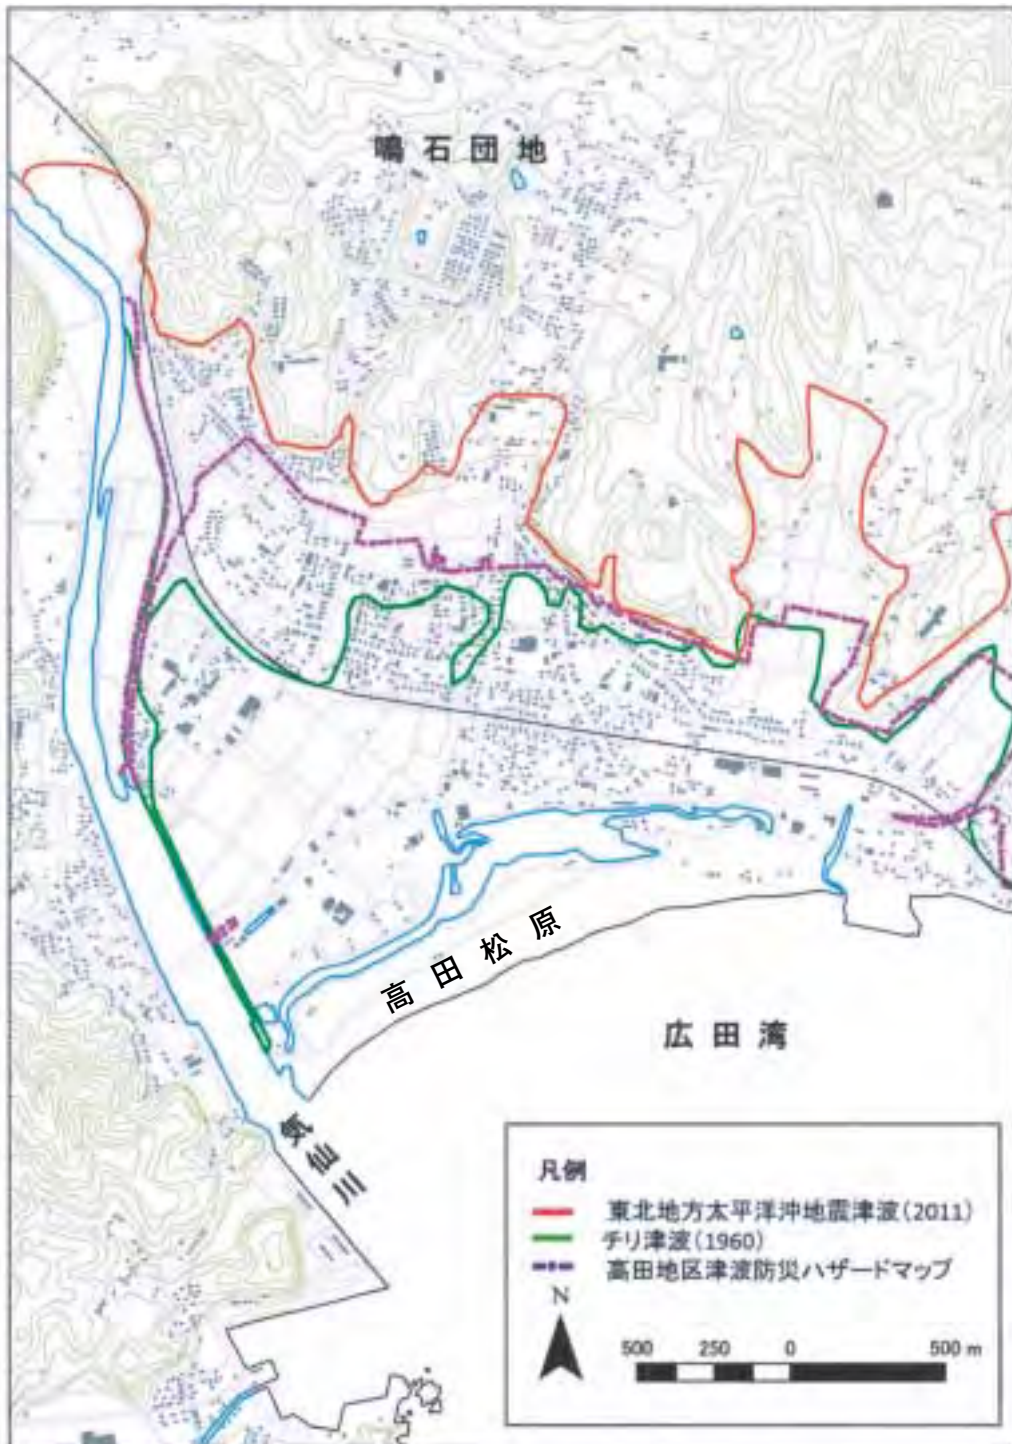 鳴石団地
高田松原
広田湾
気仙川
凡例
東北地方太平洋沖地震津波(2011)
チリ津波(1960)
高田地区津波防災ハザードマップ
N
500 250 0 500 m